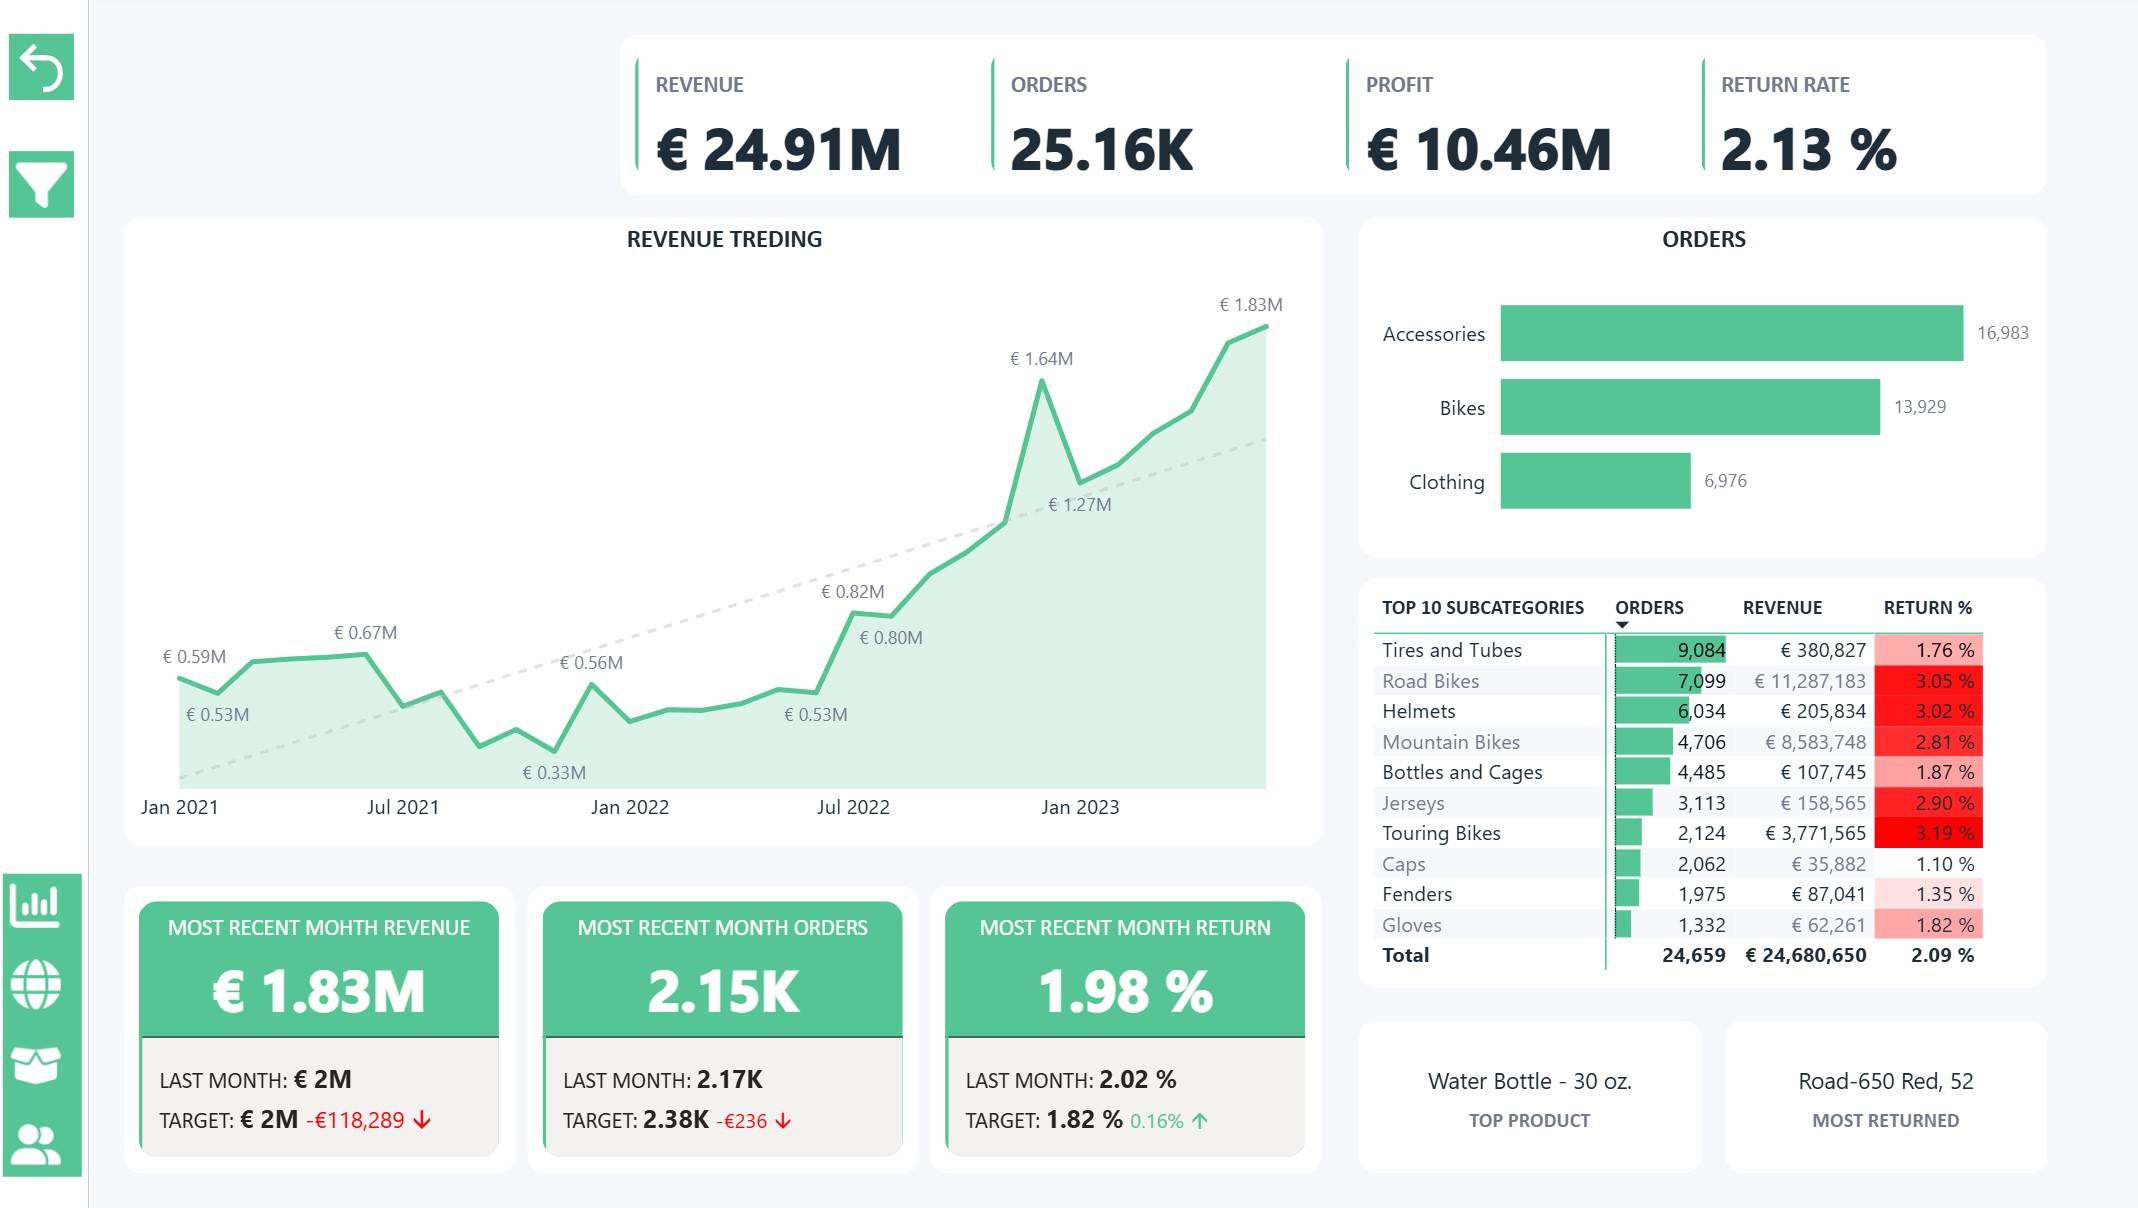 REVENUE
€ 24.91M
ORDERS
25.16K
PROFIT
€ 10.46M
RETURN RATE
2.13 %
REVENUE TREDING
€ 0.59M
€ 0.53M
€ 0.67M
€ 0.33M
€ 0.56M
€ 0.53M
€ 0.82M
€ 0.80M
€ 1.64M
€ 1.27M
€ 1.83M
Jan 2021 Jul 2021 Jan 2022 Jul 2022 Jan 2023
ORDERS
Accessories 16,983
Bikes 13,929
Clothing 6,976
TOP 10 SUBCATEGORIES ORDERS REVENUE RETURN %
Tires and Tubes 9,084 € 380,827 1.76 %
Road Bikes 7,099 € 11,287,183 3.05 %
Helmets 6,034 € 205,834 3.02 %
Mountain Bikes 4,706 € 8,583,748 2.81 %
Bottles and Cages 4,485 € 107,745 1.87 %
Jerseys 3,113 € 158,565 2.90 %
Touring Bikes 2,124 € 3,771,565 3.19 %
Caps 2,062 € 35,882 1.10 %
Fenders 1,975 € 87,041 1.35 %
Gloves 1,332 € 62,261 1.82 %
Total 24,659 € 24,680,650 2.09 %
MOST RECENT MOHTH REVENUE
€ 1.83M
LAST MONTH: € 2M
TARGET: € 2M -€118,289 ↓
MOST RECENT MONTH ORDERS
2.15K
LAST MONTH: 2.17K
TARGET: 2.38K -€236 ↓
MOST RECENT MONTH RETURN
1.98 %
LAST MONTH: 2.02 %
TARGET: 1.82 % 0.16% ↑
Water Bottle - 30 oz.
TOP PRODUCT
Road-650 Red, 52
MOST RETURNED